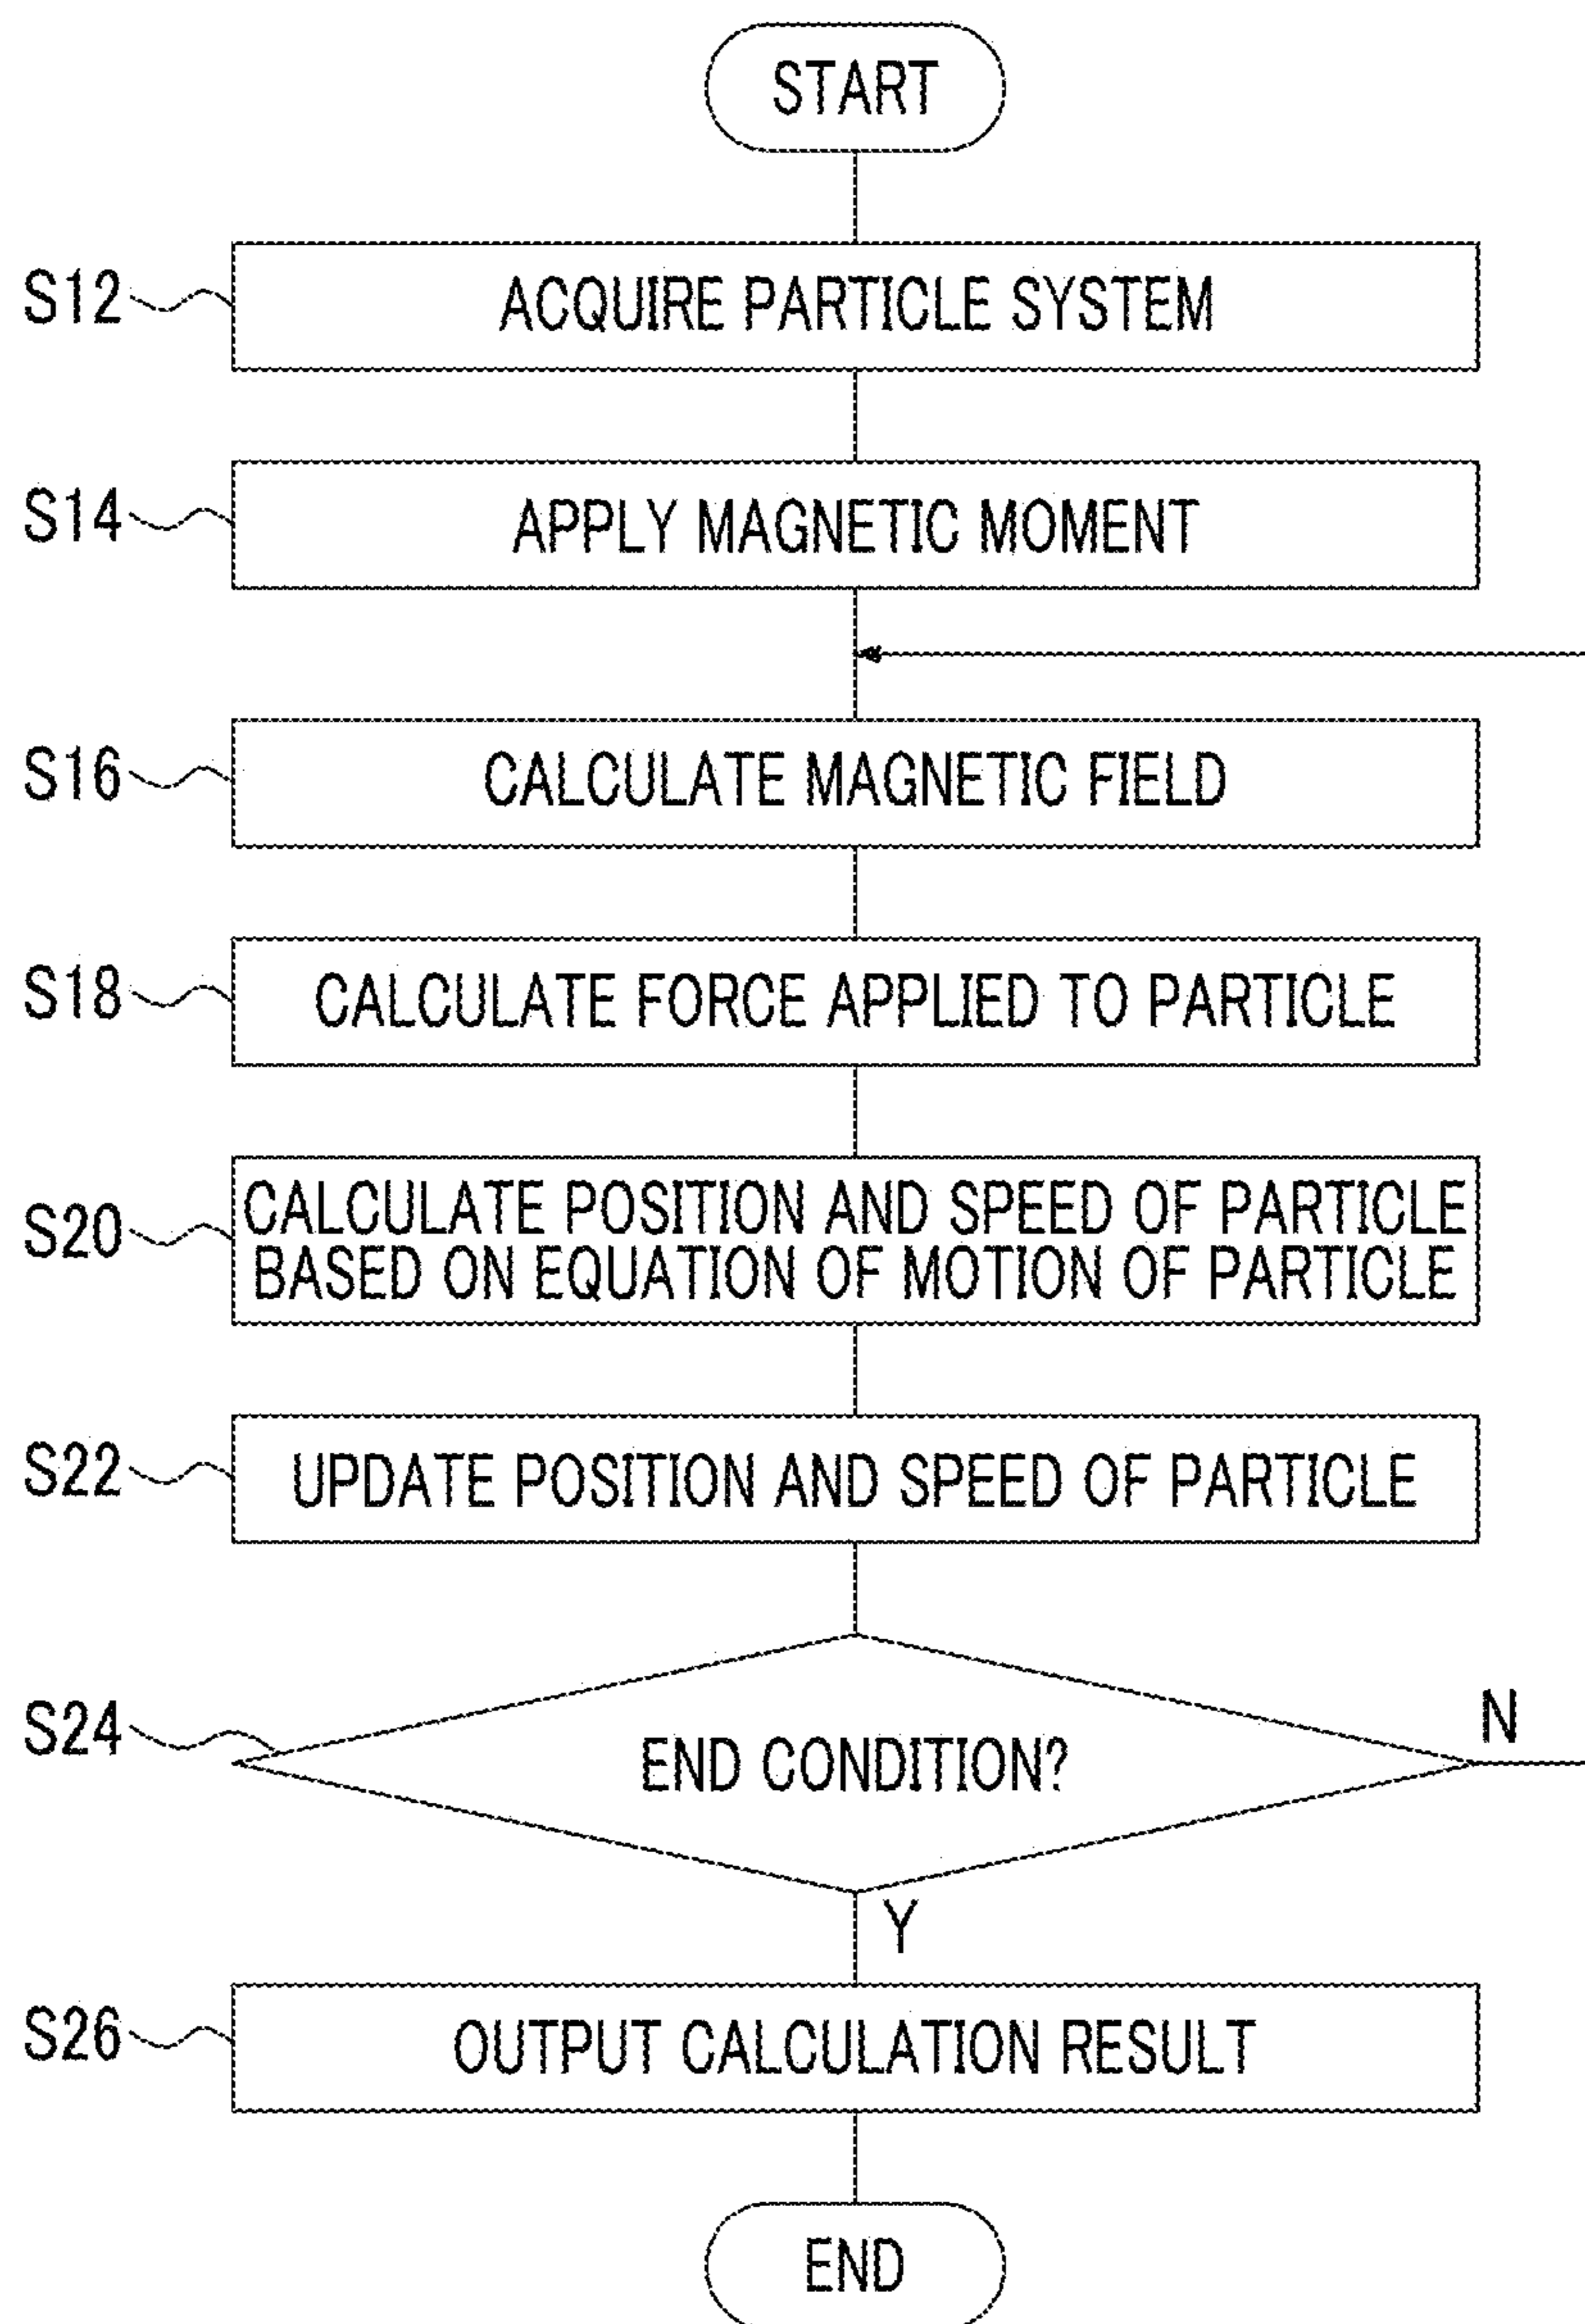 START
S12
ACQUIRE PARTICLE SYSTEM
S14
APPLY MAGNETIC MOMENT
S16
CALCULATE MAGNETIC FIELD
S18
CALCULATE FORCE APPLIED TO PARTICLE
S20
CALCULATE POSITION AND SPEED OF PARTICLE
BASED ON EQUATION OF MOTION OF PARTICLE
S22
UPDATE POSITION AND SPEED OF PARTICLE
S24
END CONDITION?
N
Y
S26
OUTPUT CALCULATION RESULT
END